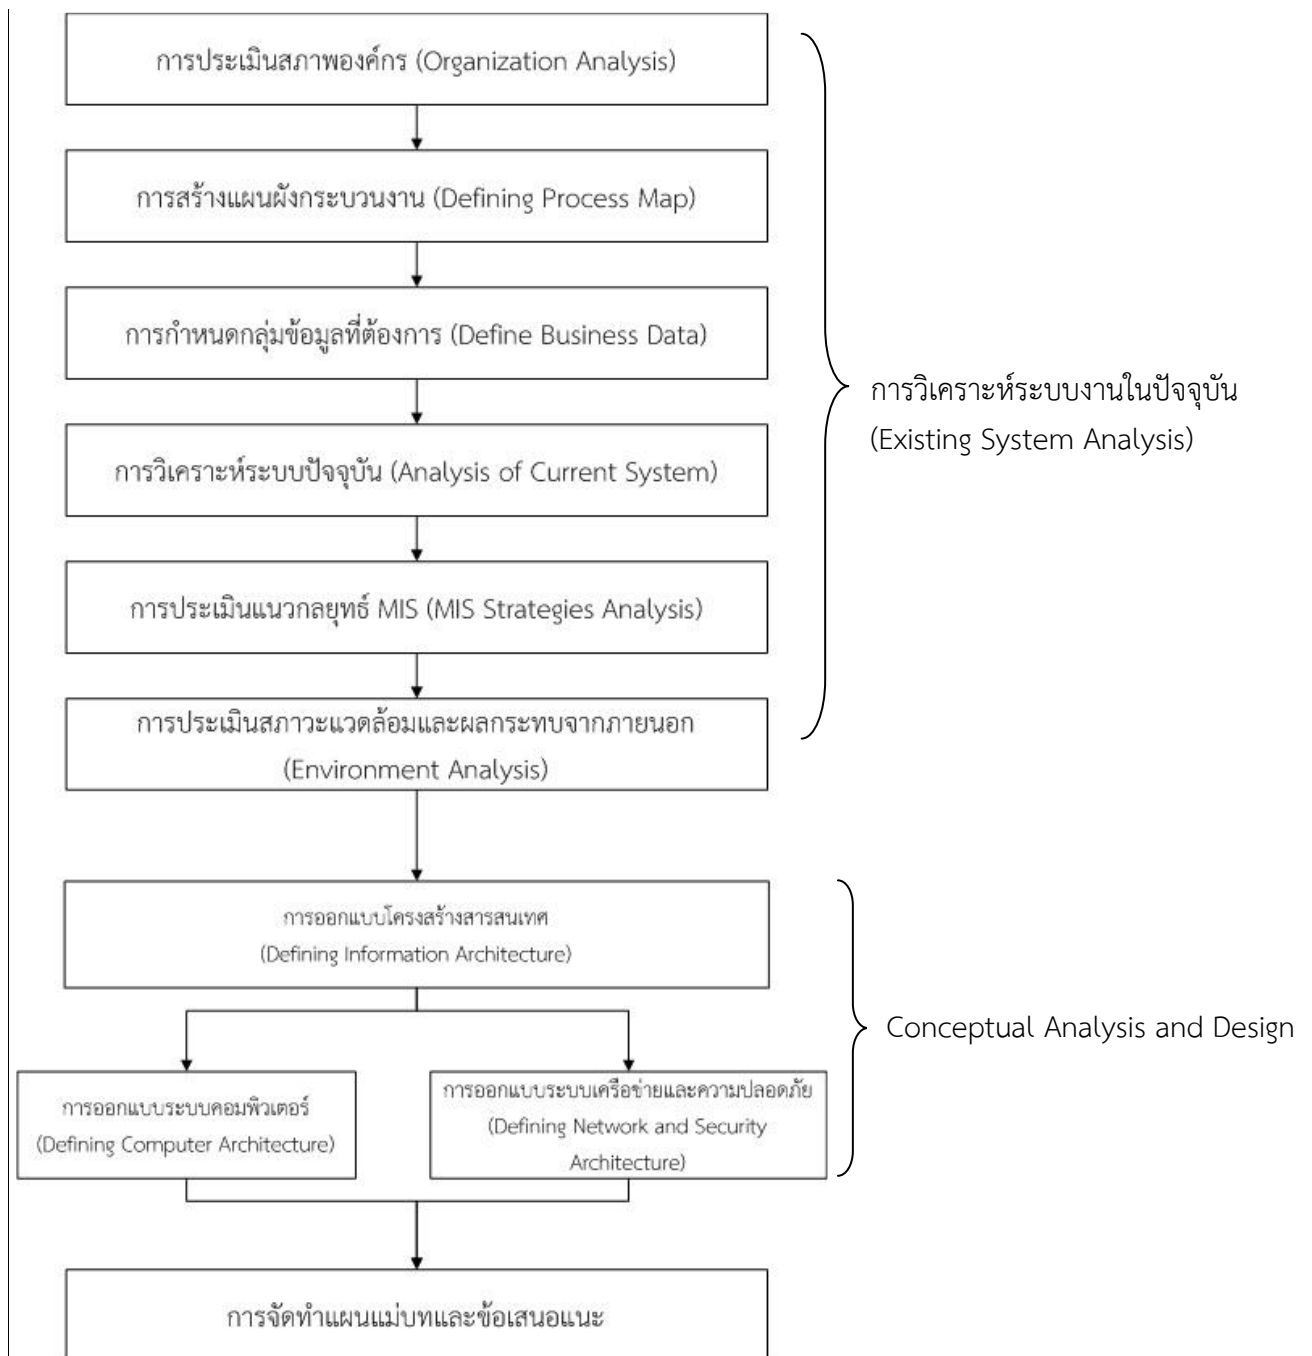 การประเมินสภาพองค์กร (Organization Analysis)
การสร้างแผนผังกระบวนงาน (Defining Process Map)
การกำหนดกลุ่มข้อมูลที่ต้องการ (Define Business Data)
การวิเคราะห์ระบบปัจจุบัน (Analysis of Current System)
การประเมินแนวกลยุทธ์ MIS (MIS Strategies Analysis)
การประเมินสภาวะแวดล้อมและผลกระทบจากภายนอก
(Environment Analysis)
การวิเคราะห์ระบบงานในปัจจุบัน
(Existing System Analysis)
การออกแบบโครงสร้างสารสนเทศ
(Defining Information Architecture)
การออกแบบระบบคอมพิวเตอร์
(Defining Computer Architecture)
การออกแบบระบบเครือข่ายและความปลอดภัย
(Defining Network and Security
Architecture)
Conceptual Analysis and Design
การจัดทำแผนแม่บทและข้อเสนอแนะ